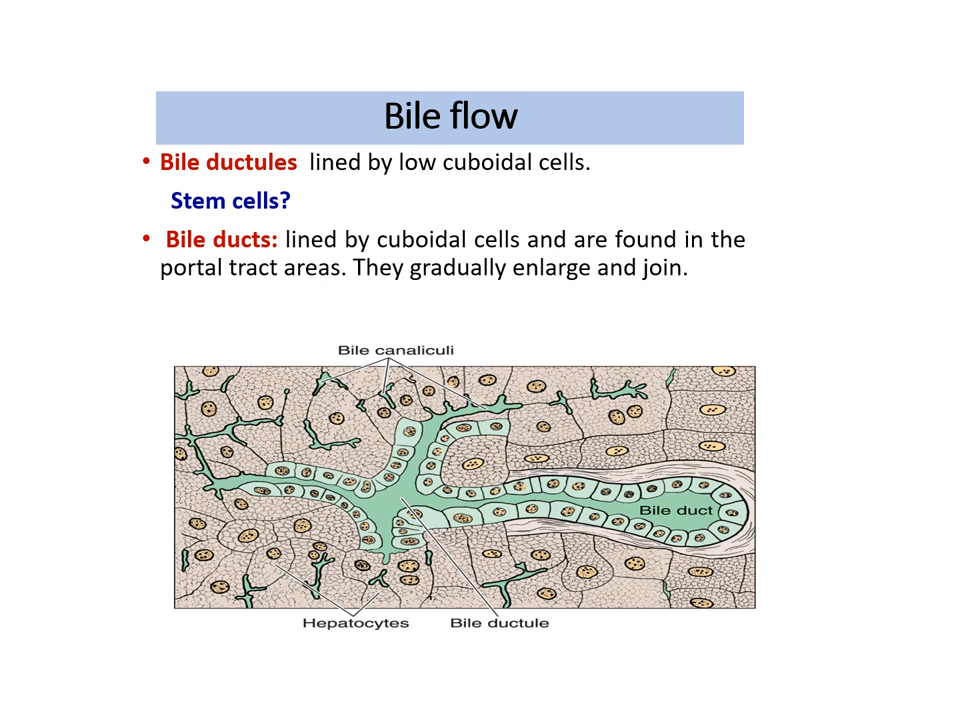 Bile flow
• Bile ductules lined by low cuboidal cells.
Stem cells?
• Bile ducts: lined by cuboidal cells and are found in the
portal tract areas. They gradually enlarge and join.
Bile canaliculi
Bile duct
Hepatocytes
Bile ductule